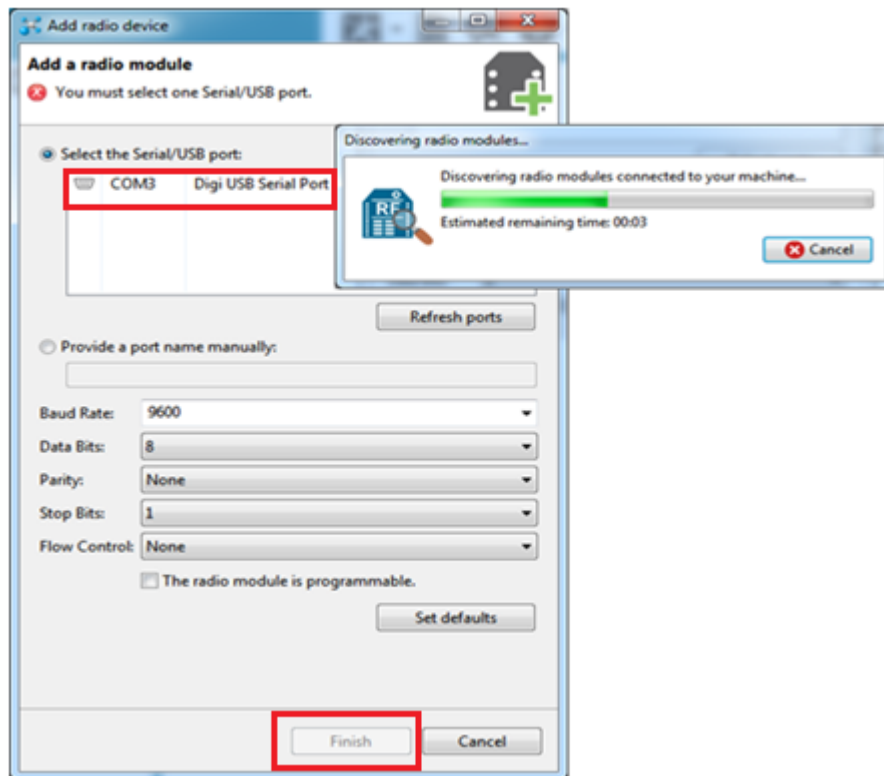 Add radio device
Add a radio module
You must select one Serial/USB port.
Select the Serial/USB port:
COM3 Digi USB Serial Port
Discovering radio modules...
Discovering radio modules connected to your machine...
RF
Estimated remaining time: 00:03
Cancel
Refresh ports
Provide a port name manually:
Baud Rate: 9600
Data Bits: 8
Parity: None
Stop Bits: 1
Flow Control: None
The radio module is programmable.
Set defaults
Finish Cancel